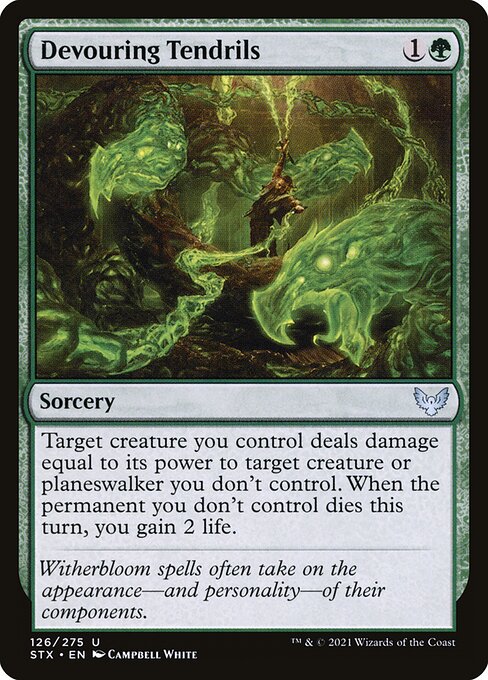 Devouring Tendrils 1
Sorcery
Target creature you control deals damage
equal to its power to target creature or
planeswalker you don't control. When the
permanent you don't control dies this
turn, you gain 2 life.
Witherbloom spells often take on the
appearance—and personality—of their
components.
126/275 U ™ & © 2021 Wizards of the Coast
STX • EN Campbell White